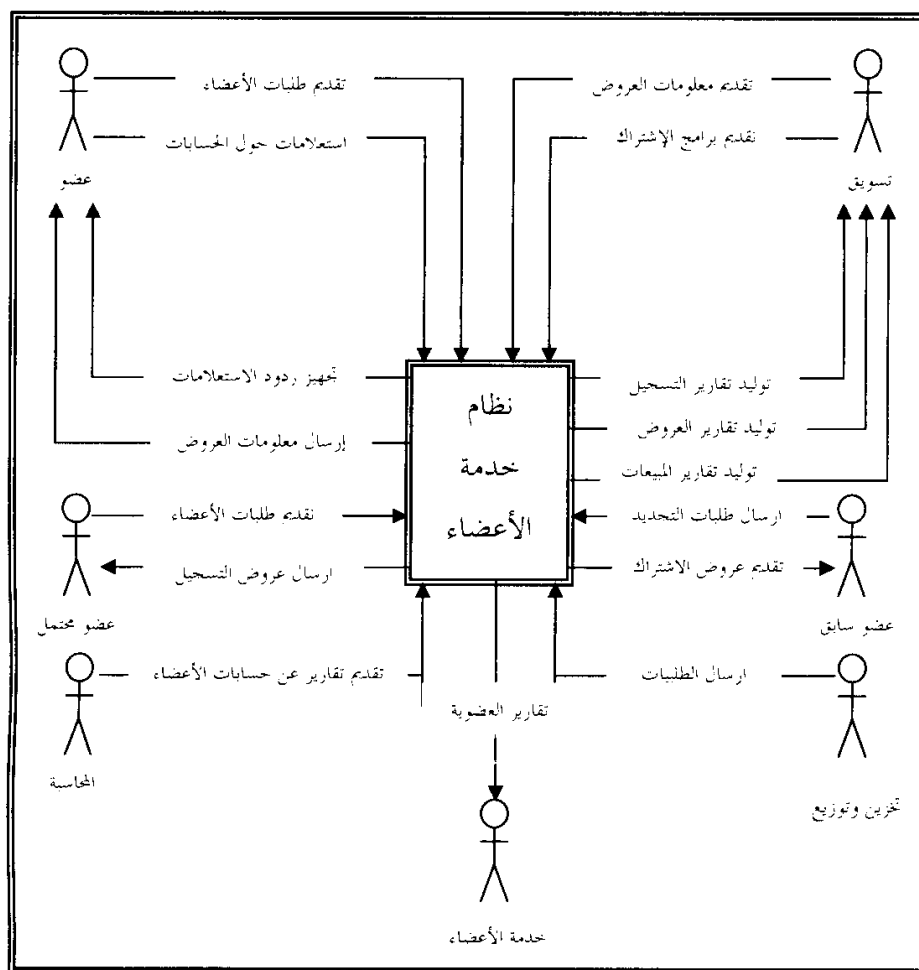 تقديم معلومات العروض
تقديم طلبات الأعضاء
تقديم برامج الإشتراك
استعلامات حول الحسابات
تسويق
عضو
توليد تقارير التسجيل
نظام
تجهيز ردود الاستعلامات
توليد تقارير العروض
خدمة
إرسال معلومات العروض
توليد تقارير المبيعات
الأعضاء
ارسال طلبات التجديد
تقديم طلبات الأعضاء
تقديم عروض الاشتراك
ارسال عروض التسجيل
عضو سابق
عضو محتمل
ارسال الطلبيات
تقديم تقارير عن حسابات الأعضاء
تقارير العضوية
المحاسبة
تخزين وتوزيع
خدمة الأعضاء